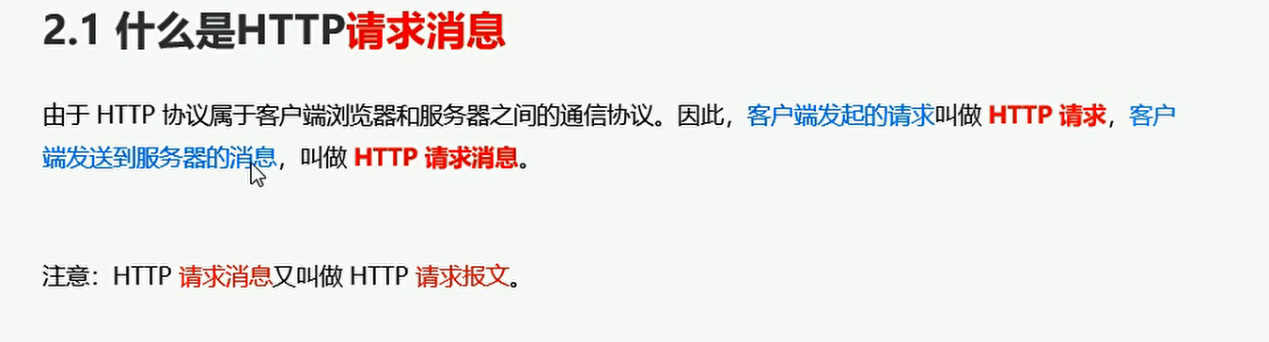 2.1 什么是HTTP请求消息
由于 HTTP 协议属于客户端浏览器和服务器之间的通信协议。因此，客户端发起的请求叫做 HTTP 请求，客户
端发送到服务器的消息，叫做 HTTP 请求消息。
注意：HTTP 请求消息又叫做 HTTP 请求报文。